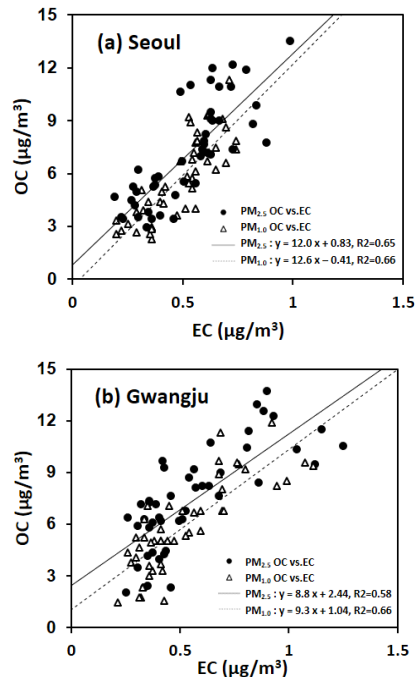 (a) Seoul
15
12
9
6
3
0
OC (µg/m³)
PM2.5 OC vs.EC
PM1.0 OC vs.EC
PM2.5 : y = 12.0 x + 0.83, R2=0.65
PM1.0 : y = 12.6 x – 0.41, R2=0.66
0 0.5 1 1.5
EC (µg/m³)
(b) Gwangju
15
12
9
6
3
0
OC (µg/m³)
PM2.5 OC vs.EC
PM1.0 OC vs.EC
PM2.5 : y = 8.8 x + 2.44, R2=0.58
PM1.0 : y = 9.3 x + 1.04, R2=0.66
0 0.5 1 1.5
EC (µg/m³)